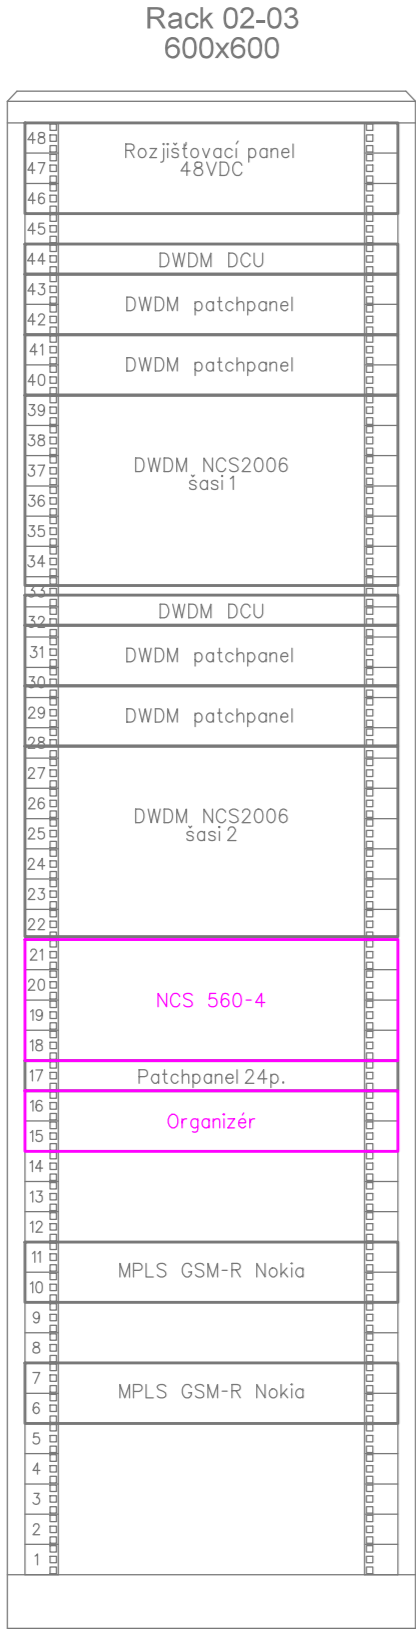 Rack 02-03
600x600
48
Rozjišťovací panel
47
48VDC
46
45
44
DWDM DCU
43
DWDM patchpanel
42
41
DWDM patchpanel
40
39
38
DWDM NCS2006
37
šasi 1
36
35
34
33
DWDM DCU
32
31
DWDM patchpanel
30
29
DWDM patchpanel
28
27
26
DWDM NCS2006
25
šasi 2
24
23
22
21
20
NCS 560-4
19
18
17
Patchpanel 24p.
16
Organizér
15
14
13
12
11
MPLS GSM-R Nokia
10
9
8
7
MPLS GSM-R Nokia
6
5
4
3
2
1